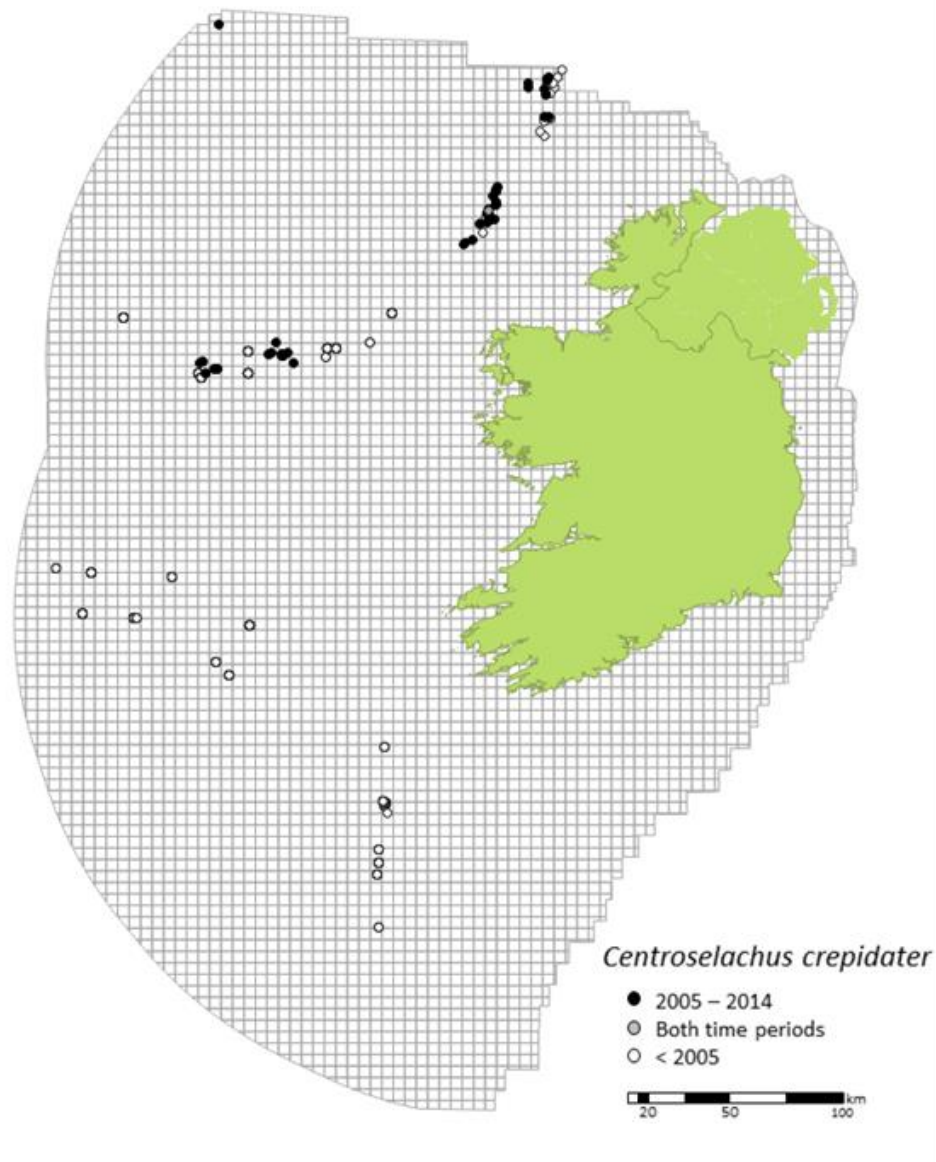 Centroselachus crepidater
2005 – 2014
Both time periods
< 2005
km
20 50 100